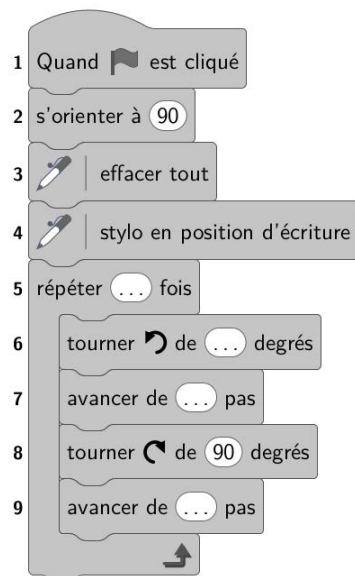 1 Quand est cliqué
2 s'orienter à 90
3 effacer tout
4 stylo en position d'écriture
5 répéter ... fois
6 tourner de ... degrés
7 avancer de ... pas
8 tourner de 90 degrés
9 avancer de ... pas